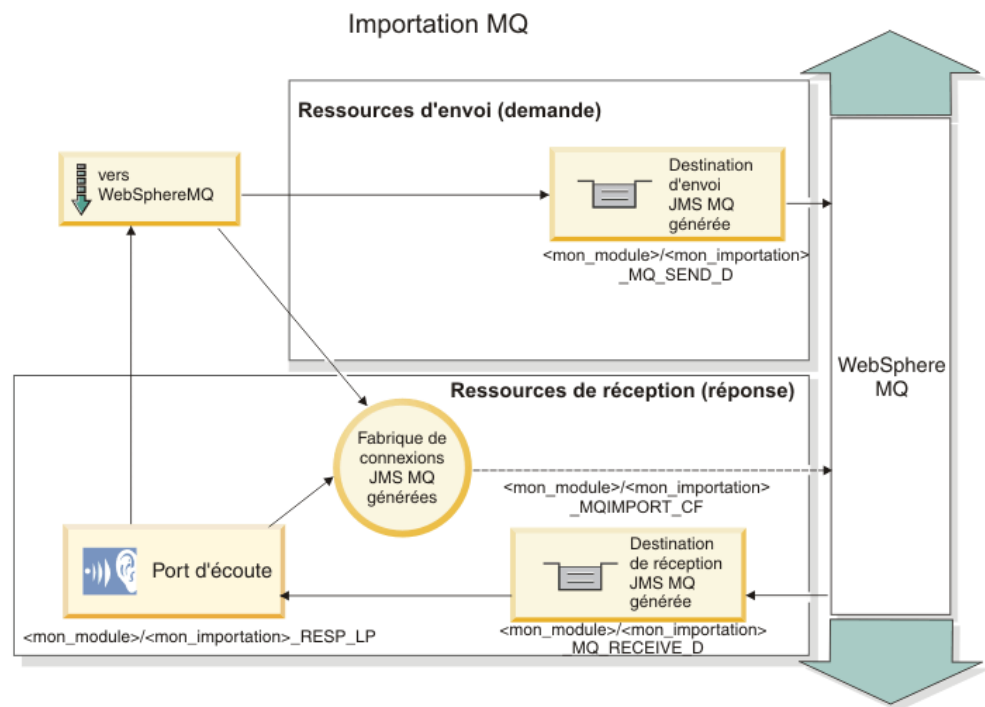 Importation MQ
Ressources d'envoi (demande)
vers
WebSphereMQ
Destination
d'envoi
JMS MQ
générée
<mon_module>/<mon_importation>
_MQ_SEND_D
WebSphere
MQ
Ressources de réception (réponse)
Fabrique de
connexions
JMS MQ
générées
<mon_module>/<mon_importation>
_MQIMPORT_CF
Port d'écoute
<mon_module>/<mon_importation>_RESP_LP
Destination
de réception
JMS MQ
générée
<mon_module>/<mon_importation>
_MQ_RECEIVE_D